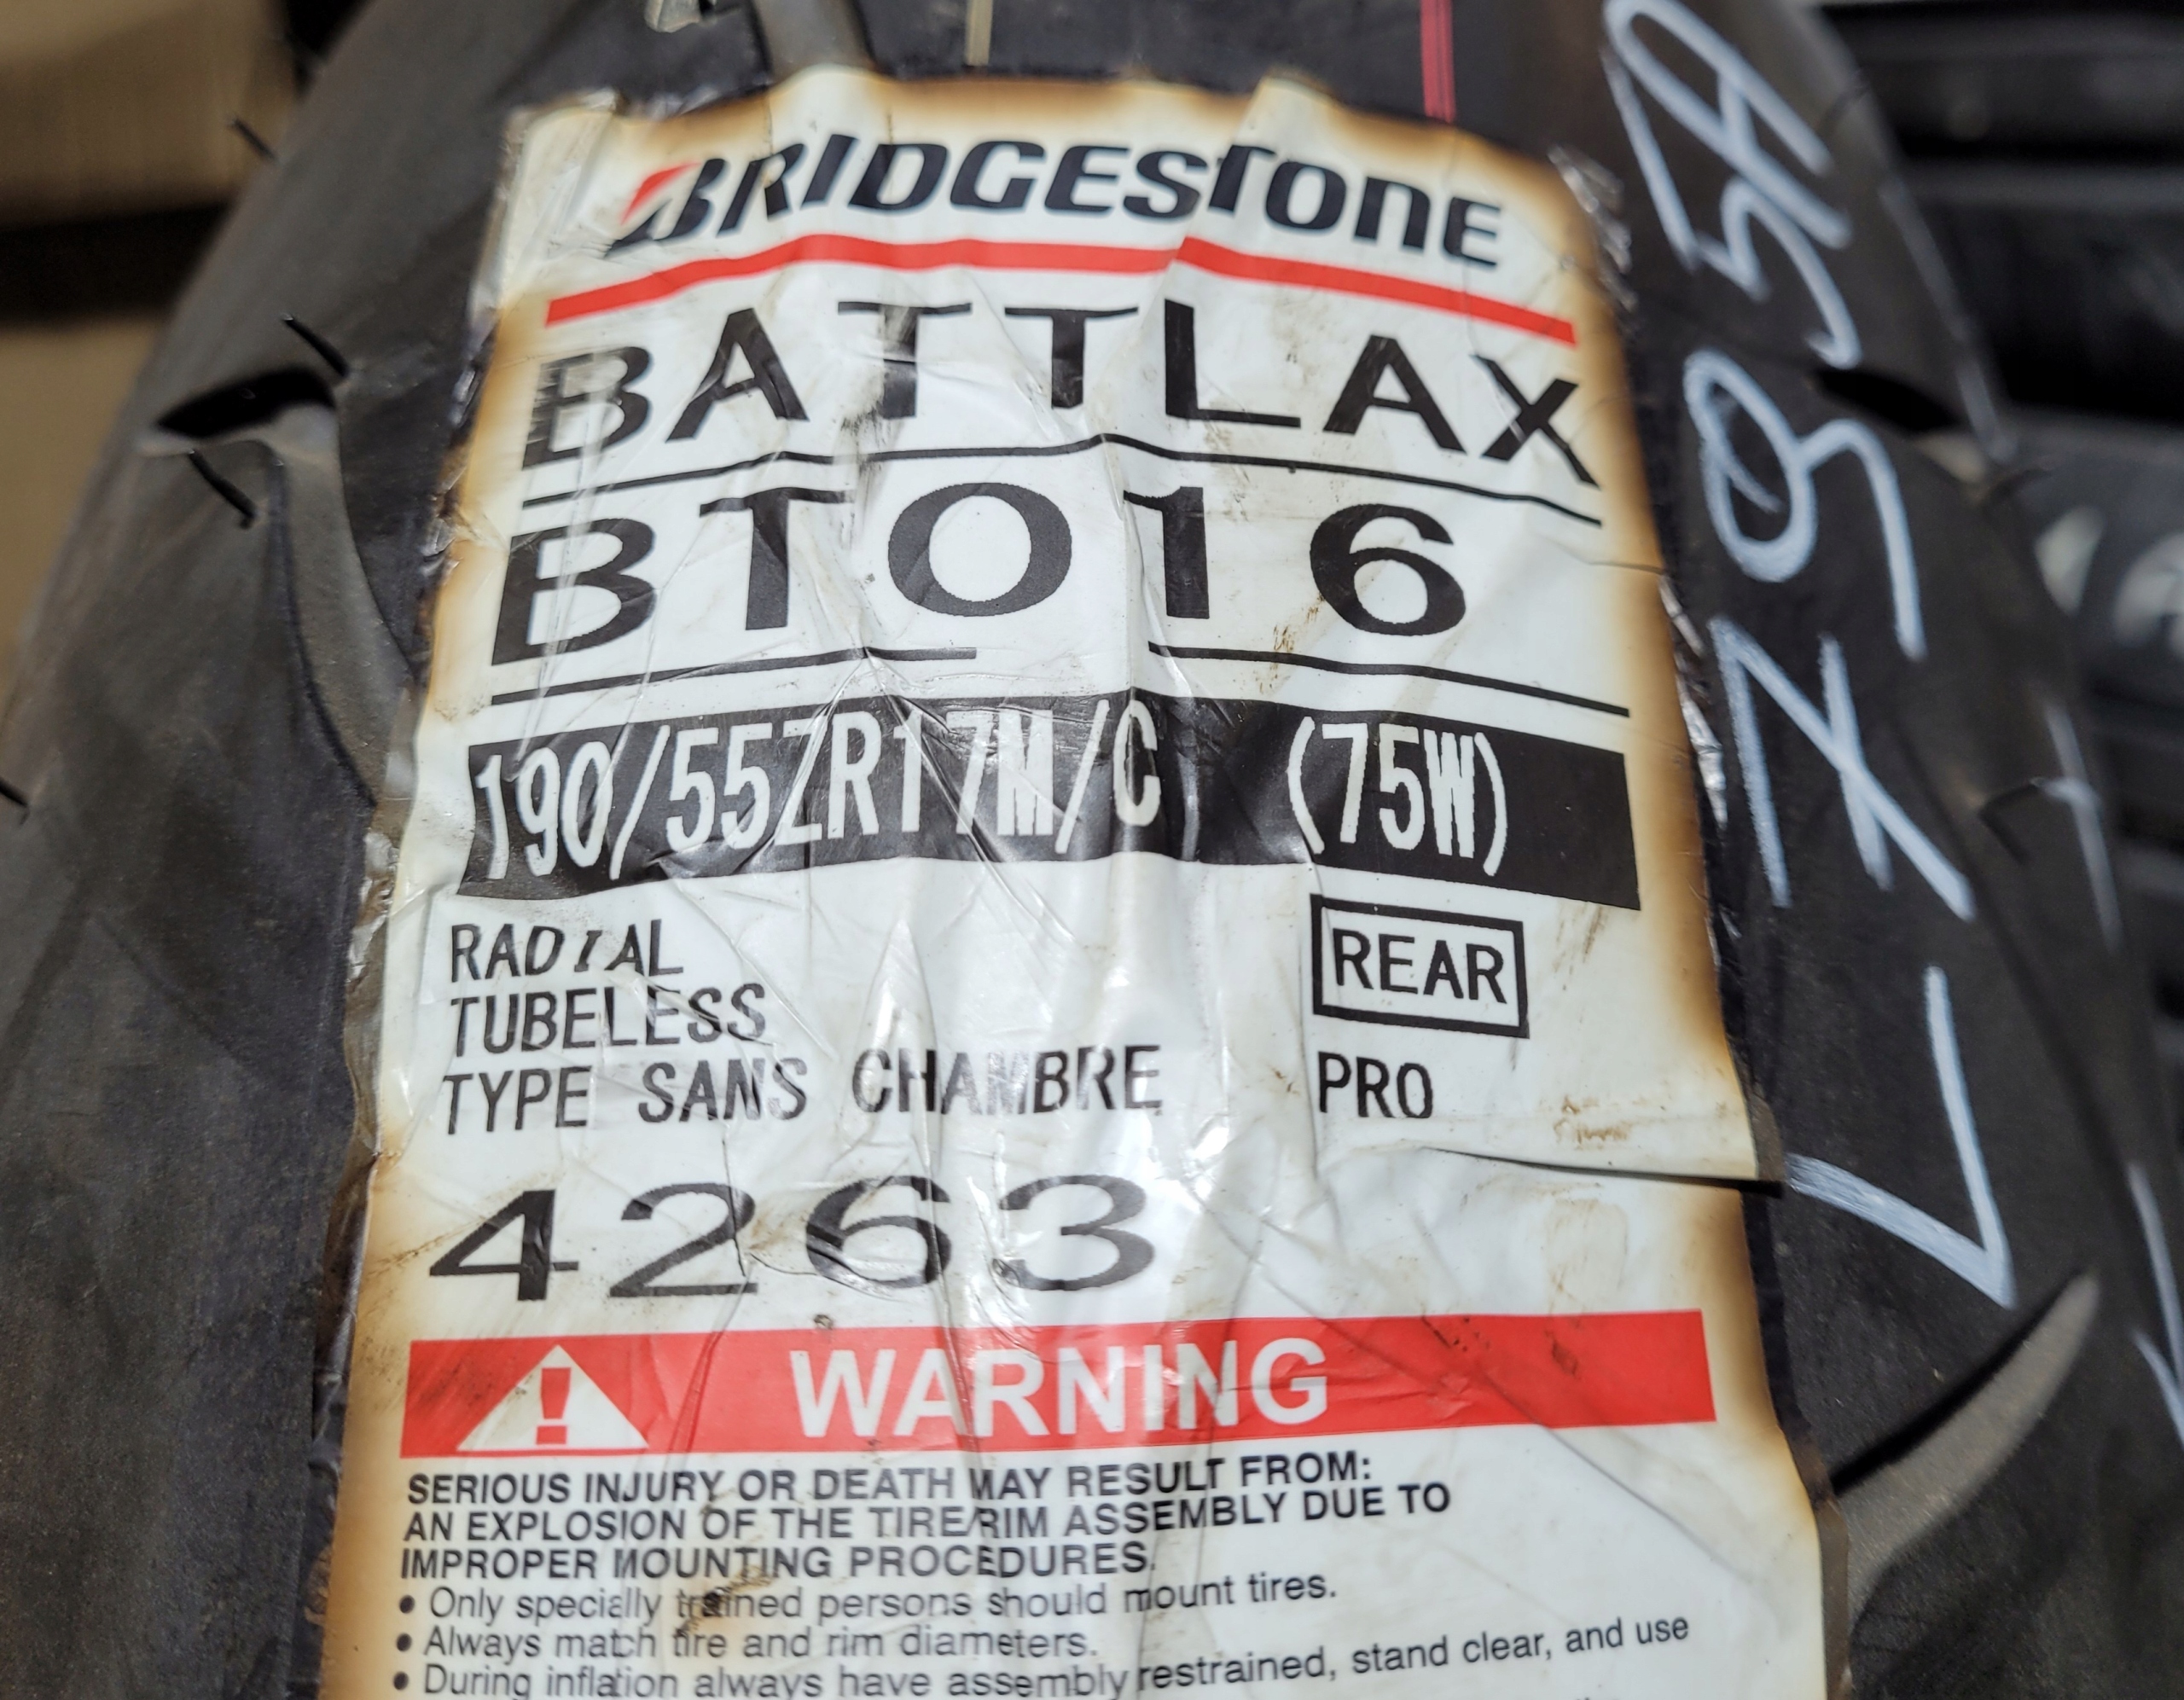 BRIDGESTONE
BATTLAX
BT016
190/55ZR17M/C (75W)
RADIAL
REAR
TUBELESS
TYPE SANS CHAMBRE PRO
4263
WARNING
SERIOUS INJURY OR DEATH MAY RESULT FROM:
AN EXPLOSION OF THE TIRE/RIM ASSEMBLY DUE TO
IMPROPER MOUNTING PROCEDURES.
• Only specially trained persons should mount tires.
• Always match tire and rim diameters.
• During inflation always have assembly restrained, stand clear, and use